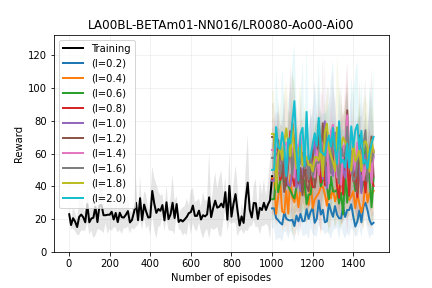 LA00BL-BETAm01-NN016/LR0080-Ao00-Ai00
Reward
120
100
80
60
40
20
0
Training
(l=0.2)
(l=0.4)
(l=0.6)
(l=0.8)
(l=1.0)
(l=1.2)
(l=1.4)
(l=1.6)
(l=1.8)
(l=2.0)
0 200 400 600 800 1000 1200 1400
Number of episodes